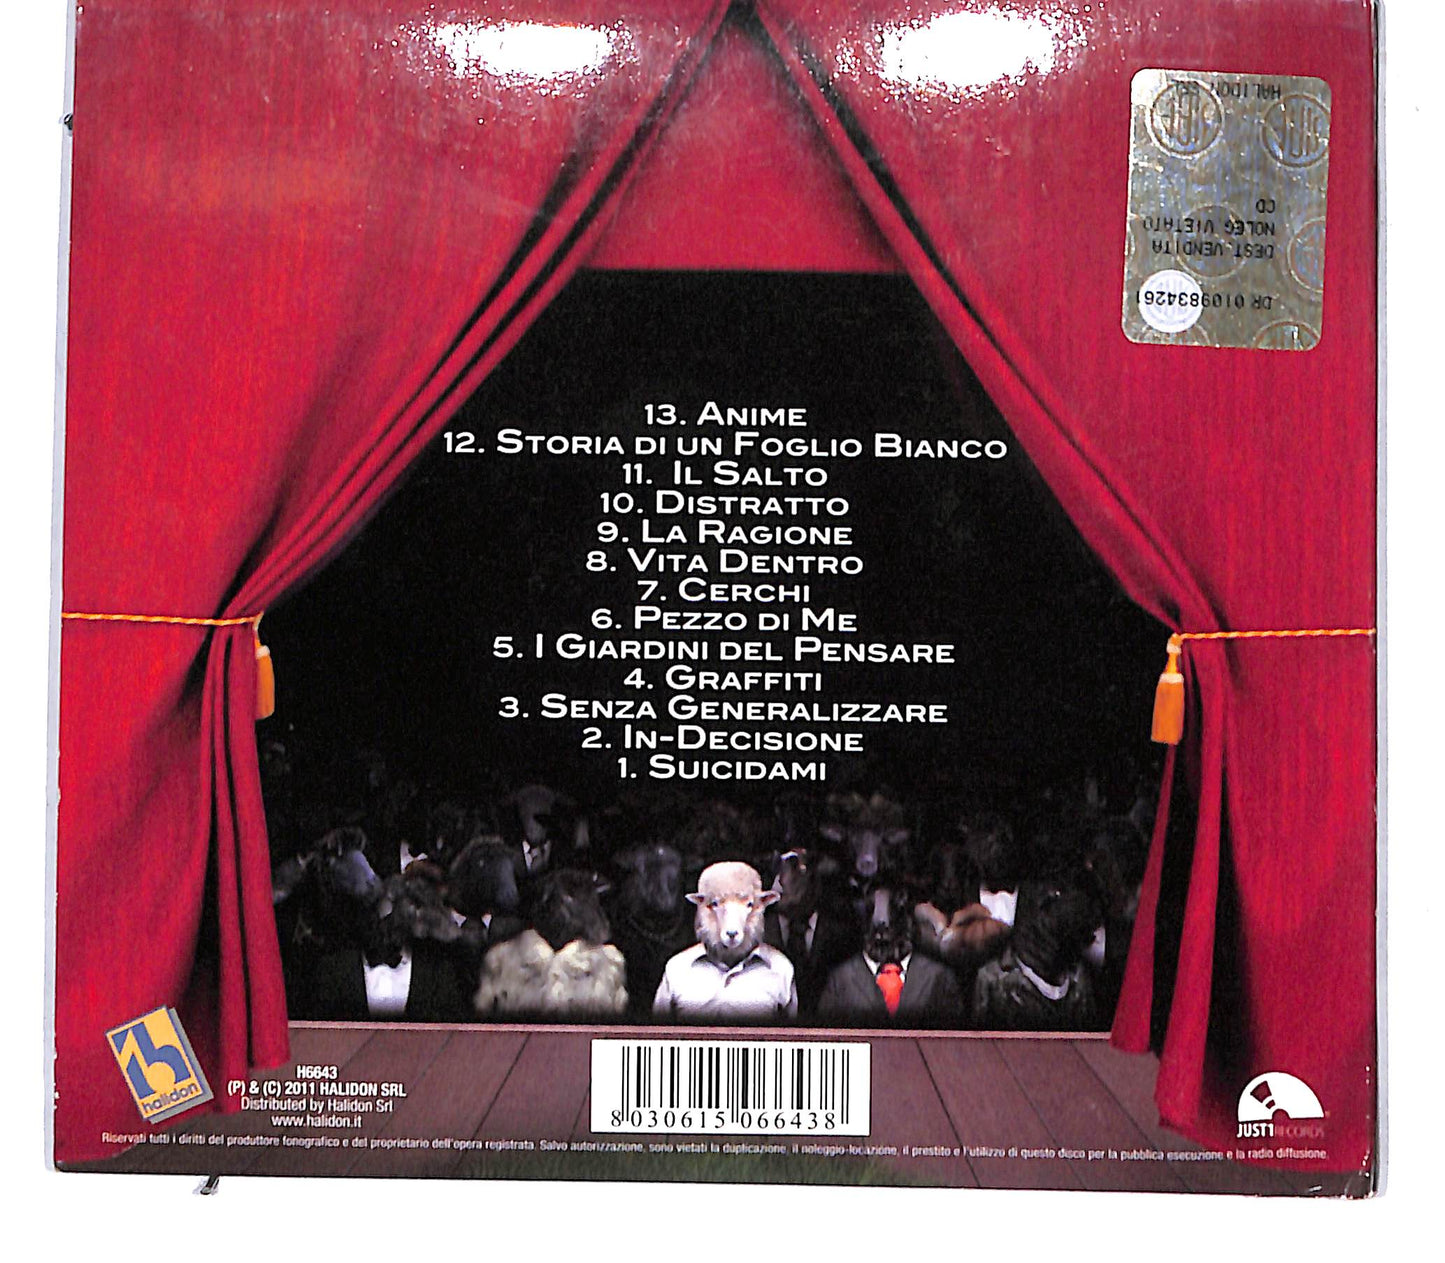 HALIDON SRL
CD
NOLEG.VIETATO
DEST.VENDITA
DR 0109834261
13. ANIME
12. STORIA DI UN FOGLIO BIANCO
11. IL SALTO
10. DISTRATTO
9. LA RAGIONE
8. VITA DENTRO
7. CERCHI
6. PEZZO DI ME
5. I GIARDINI DEL PENSARE
4. GRAFFITI
3. SENZA GENERALIZZARE
2. IN-DECISIONE
1. SUICIDAMI
halidon
H6643
(P) & (C) 2011 HALIDON SRL
Distributed by Halidon Srl
www.halidon.it
8 030615 066438
JUST1RECORDS
Riservati tutti i diritti del produttore fonografico e del proprietario dell'opera registrata. Salvo autorizzazione, sono vietati la duplicazione, il noleggio-locazione, il prestito e l'utilizzo di questo disco per la pubblica esecuzione e la radio diffusione.